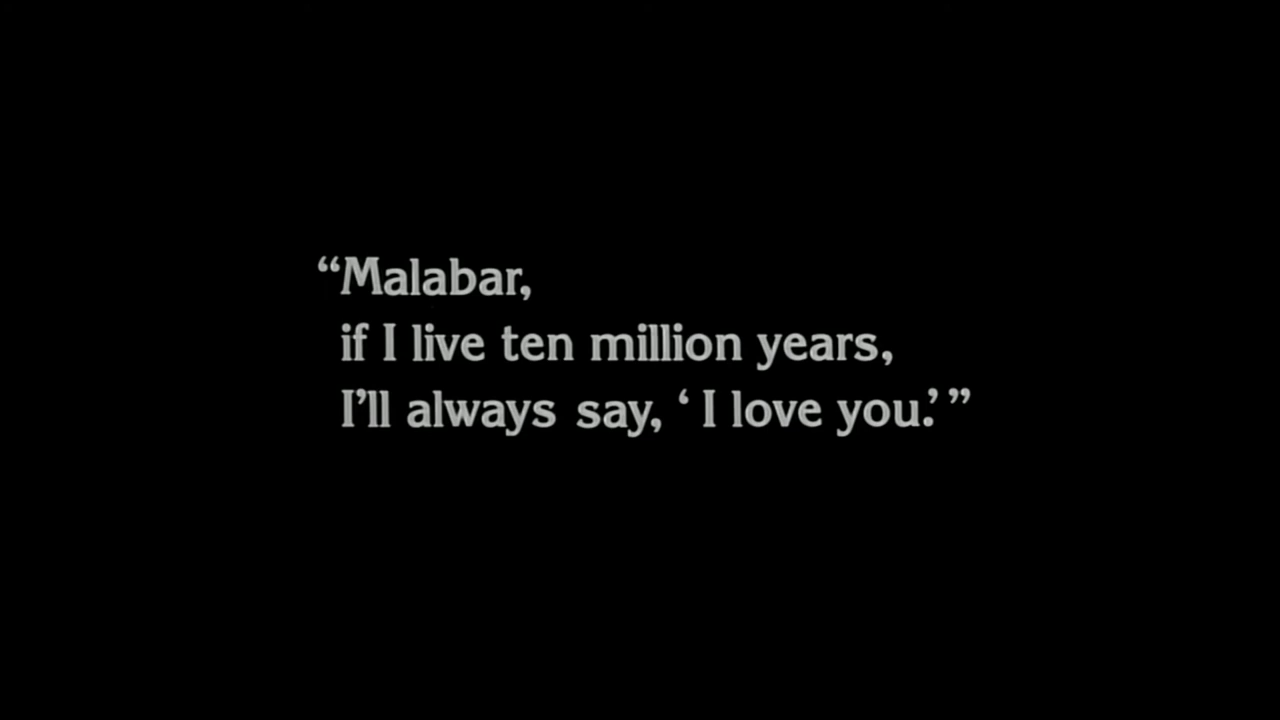 “Malabar,
if I live ten million years,
I’ll always say, ‘ I love you.’ ”